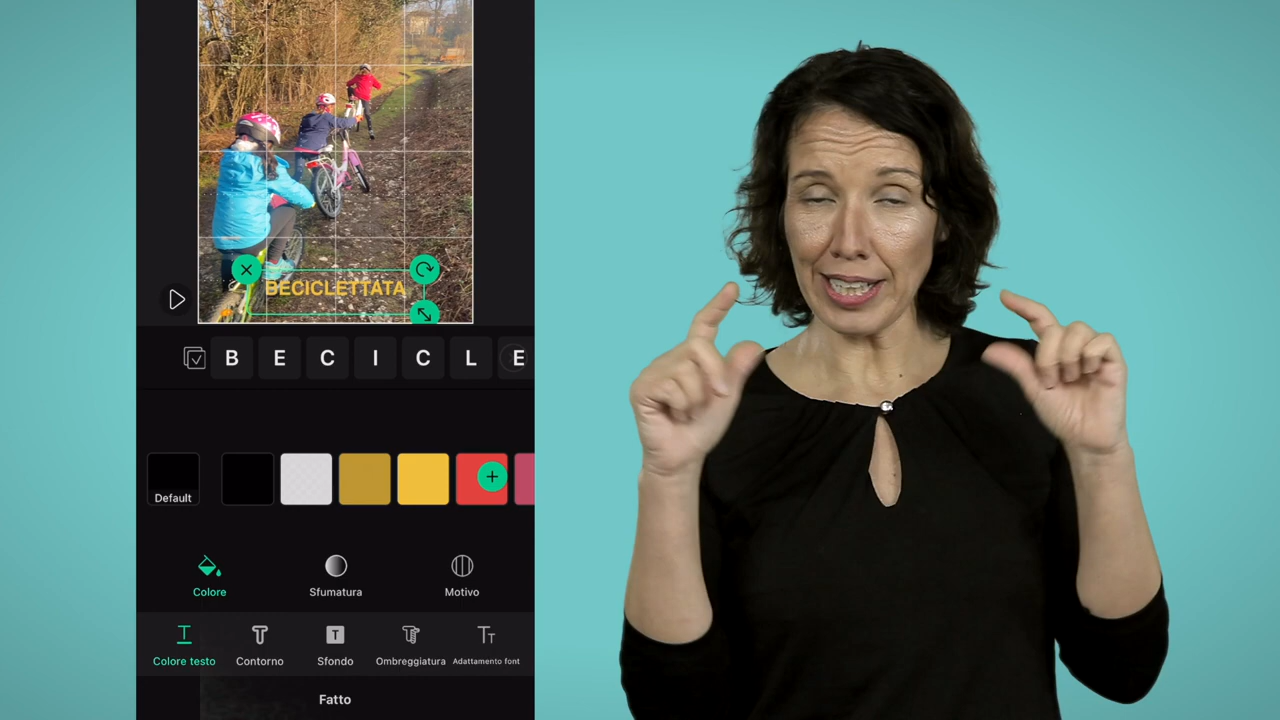 BECICLETTATA
B E C I C L E
Default
Colore Sfumatura Motivo
Colore testo Contorno Sfondo Ombreggiatura Adattamento font
Fatto